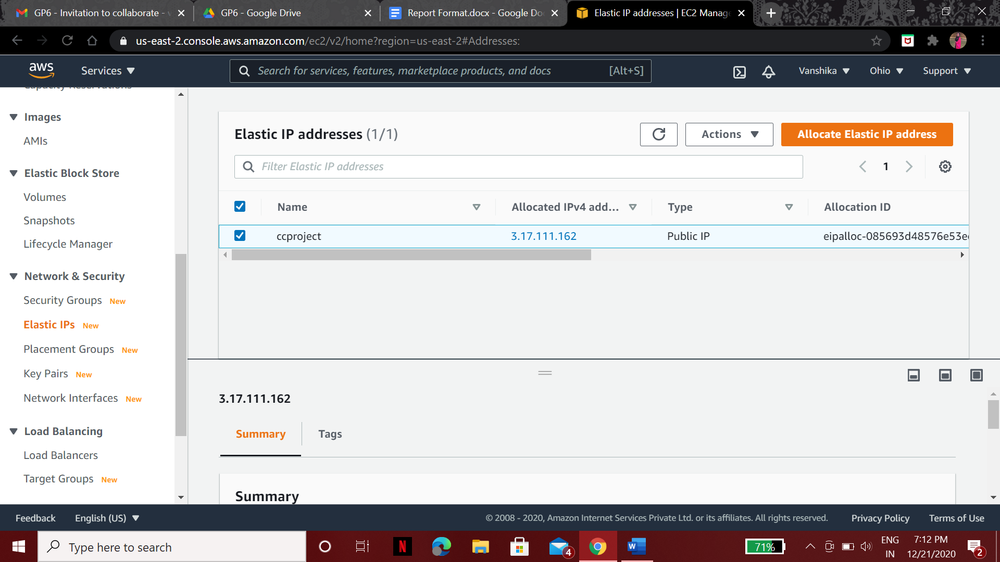 GP6 - Invitation to collaborate -
GP6 - Google Drive
Report Format.docx - Google Do
Elastic IP addresses | EC2 Manage
us-east-2.console.aws.amazon.com/ec2/v2/home?region=us-east-2#Addresses:
aws
Services
Search for services, features, marketplace products, and docs [Alt+S]
Vanshika
Ohio
Support
Capacity Reservations
Images
AMIs
Elastic Block Store
Volumes
Snapshots
Lifecycle Manager
Network & Security
Security Groups New
Elastic IPs New
Placement Groups New
Key Pairs New
Network Interfaces New
Load Balancing
Load Balancers
Target Groups New
Elastic IP addresses (1/1)
Actions
Allocate Elastic IP address
Filter Elastic IP addresses
1
Name Allocated IPv4 add... Type Allocation ID
ccproject 3.17.111.162 Public IP eipalloc-085693d48576e53e
3.17.111.162
Summary Tags
Summary
Feedback English (US) © 2008 - 2020, Amazon Internet Services Private Ltd. or its affiliates. All rights reserved. Privacy Policy Terms of Use
Type here to search
N
4
W
71%
ENG
IN
7:12 PM
12/21/2020
2